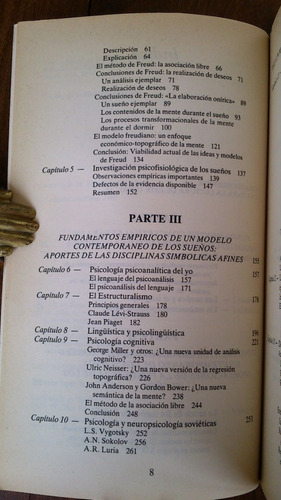 Descripción 61
Explicación 64
El método de Freud: la asociación libre 66
Conclusiones de Freud: la realización de deseos 71
Un análisis ejemplar 71
Realización de deseos 78
Conclusiones de Freud: «La elaboración onírica» 89
Un sueño ejemplar 89
Los contenidos de la mente durante el sueño 93
Los procesos transformacionales de la mente
durante el dormir 100
El modelo freudiano: un enfoque
económico-topográfico de la mente 121
Conclusión: Viabilidad actual de las ideas y modelos
de Freud 134
Capítulo 5 — Investigación psicofisiológica de los sueños 137
Observaciones empíricas importantes 139
Defectos de la evidencia disponible 147
Resumen 152
PARTE III
FUNDAMENTOS EMPIRICOS DE UN MODELO
CONTEMPORANEO DE LOS SUEÑOS:
APORTES DE LAS DISCIPLINAS SIMBOLICAS AFINES 155
Capítulo 6 — Psicología psicoanalítica del yo 157
El lenguaje del psicoanálisis 157
El psicoanálisis del lenguaje 171
Capítulo 7 — El Estructuralismo 178
Principios generales 178
Claude Lévi-Strauss 180
Jean Piaget 182
Capítulo 8 — Lingüística y psicolingüística 196
Capítulo 9 — Psicología cognitiva 221
George Miller y otros: ¿Una nueva unidad de análisis
cognitivo? 223
Ulric Neisser: ¿Una nueva versión de la regresión
topográfica? 226
John Anderson y Gordon Bower: ¿Una nueva
semántica de la mente? 238
El método de la asociación libre 244
Conclusión 248
Capítulo 10 — Psicología y neuropsicología soviéticas 251
L.S. Vygotsky 252
A.N. Sokolov 256
A.R. Luria 261
8